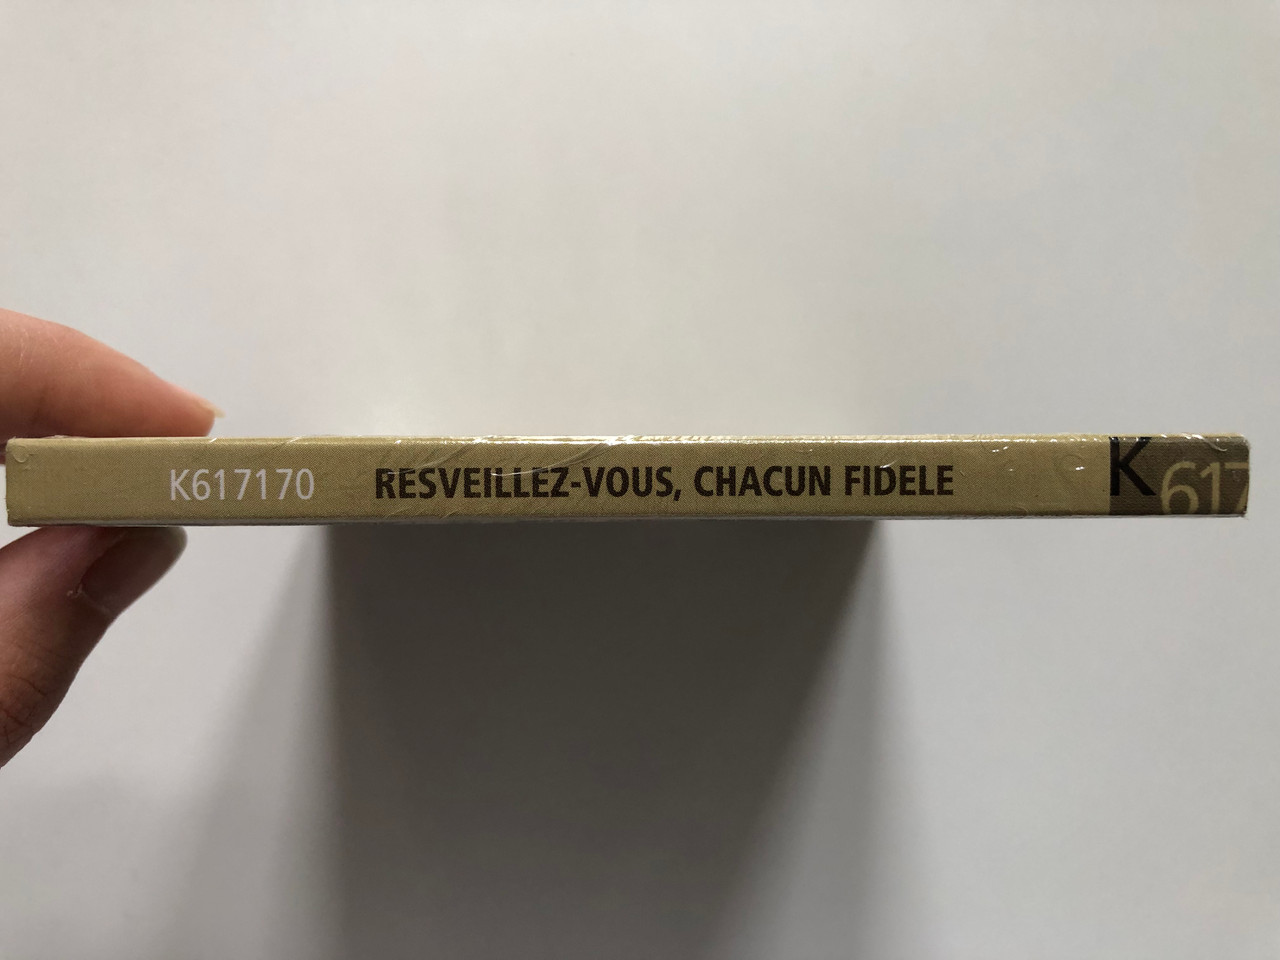 K617170 RESVEILLEZ-VOUS, CHACUN FIDELE K 617